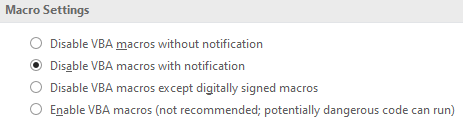 Macro Settings
Disable VBA macros without notification
Disable VBA macros with notification
Disable VBA macros except digitally signed macros
Enable VBA macros (not recommended; potentially dangerous code can run)